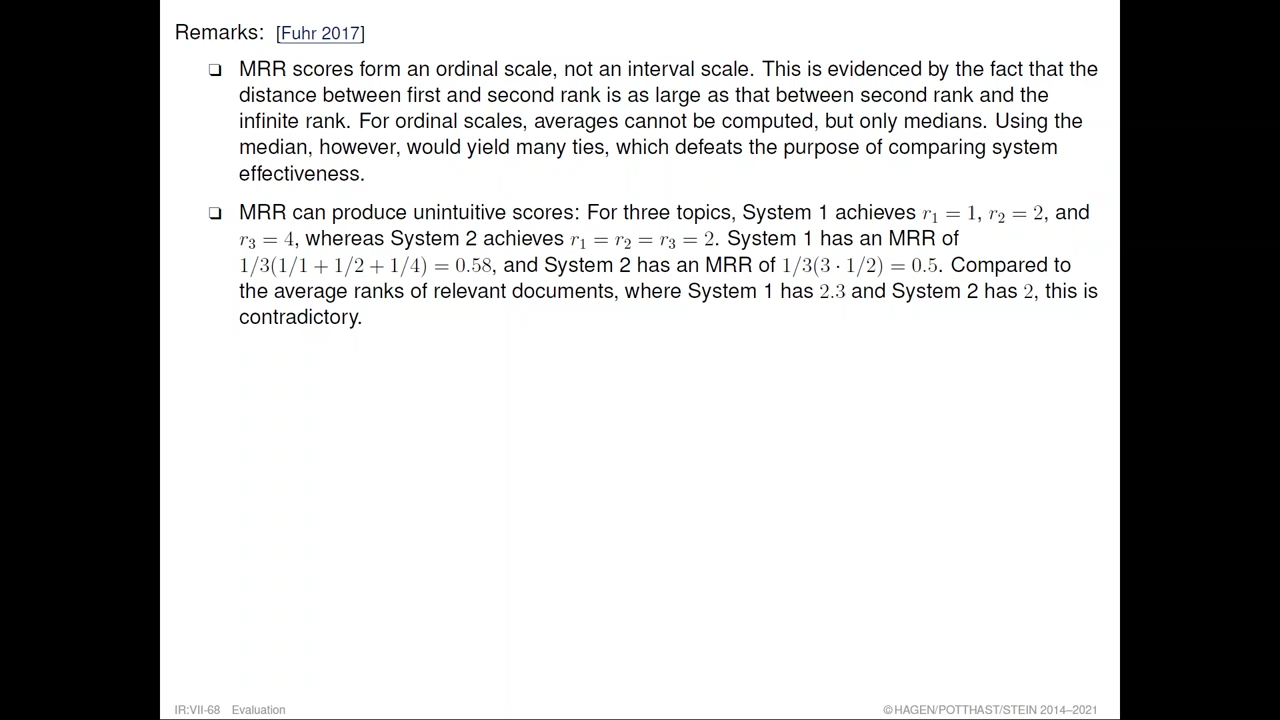 Remarks: [Fuhr 2017]
❑ MRR scores form an ordinal scale, not an interval scale. This is evidenced by the fact that the
distance between first and second rank is as large as that between second rank and the
infinite rank. For ordinal scales, averages cannot be computed, but only medians. Using the
median, however, would yield many ties, which defeats the purpose of comparing system
effectiveness.
❑ MRR can produce unintuitive scores: For three topics, System 1 achieves r₁ = 1, r₂ = 2, and
r₃ = 4, whereas System 2 achieves r₁ = r₂ = r₃ = 2. System 1 has an MRR of
1/3(1/1 + 1/2 + 1/4) = 0.58, and System 2 has an MRR of 1/3(3 · 1/2) = 0.5. Compared to
the average ranks of relevant documents, where System 1 has 2.3 and System 2 has 2, this is
contradictory.
IR:VII-68 Evaluation ©HAGEN/POTTHAST/STEIN 2014–2021